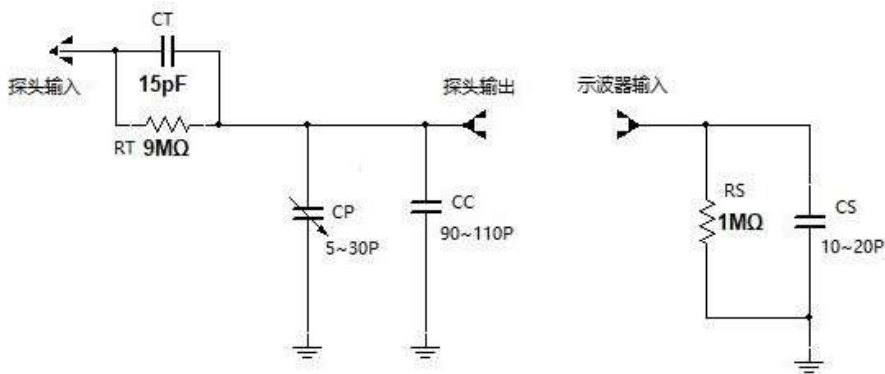 CT
探头输入
15pF
RT 9MΩ
探头输出
示波器输入
CP
5~30P
CC
90~110P
RS
1MΩ
CS
10~20P